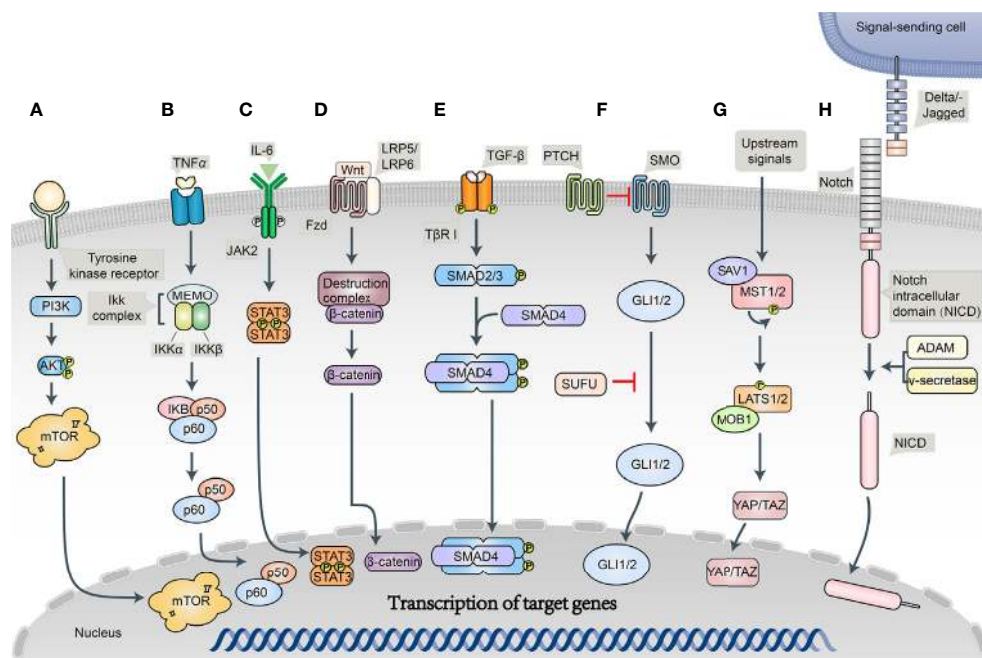 Signal-sending cell
A
B
C
D
E
F
G
H
Delta/-
Jagged
TNFα
IL-6
Wnt
LRP5/
LRP6
TGF-β
PTCH
SMO
Upstream
siginals
Notch
Fzd
P
P
P
P
TβR I
JAK2
Tyrosine
kinase receptor
PI3K
Ikk
complex
MEMO
IKKα
IKKβ
STAT3
P
P
STAT3
Destruction
complex
β-catenin
SMAD2/3
P
SMAD4
GLI1/2
SAV1
MST1/2
P
Notch
intracellular
domain (NICD)
ADAM
γ-secretase
AKT
P
P
β-catenin
SMAD4
P
P
SUFU
P
LATS1/2
MOB1
mTOR
IKB
p50
p60
GLI1/2
NICD
p50
p60
YAP/TAZ
STAT3
P
P
STAT3
β-catenin
SMAD4
P
P
GLI1/2
YAP/TAZ
p50
p60
mTOR
Transcription of target genes
Nucleus